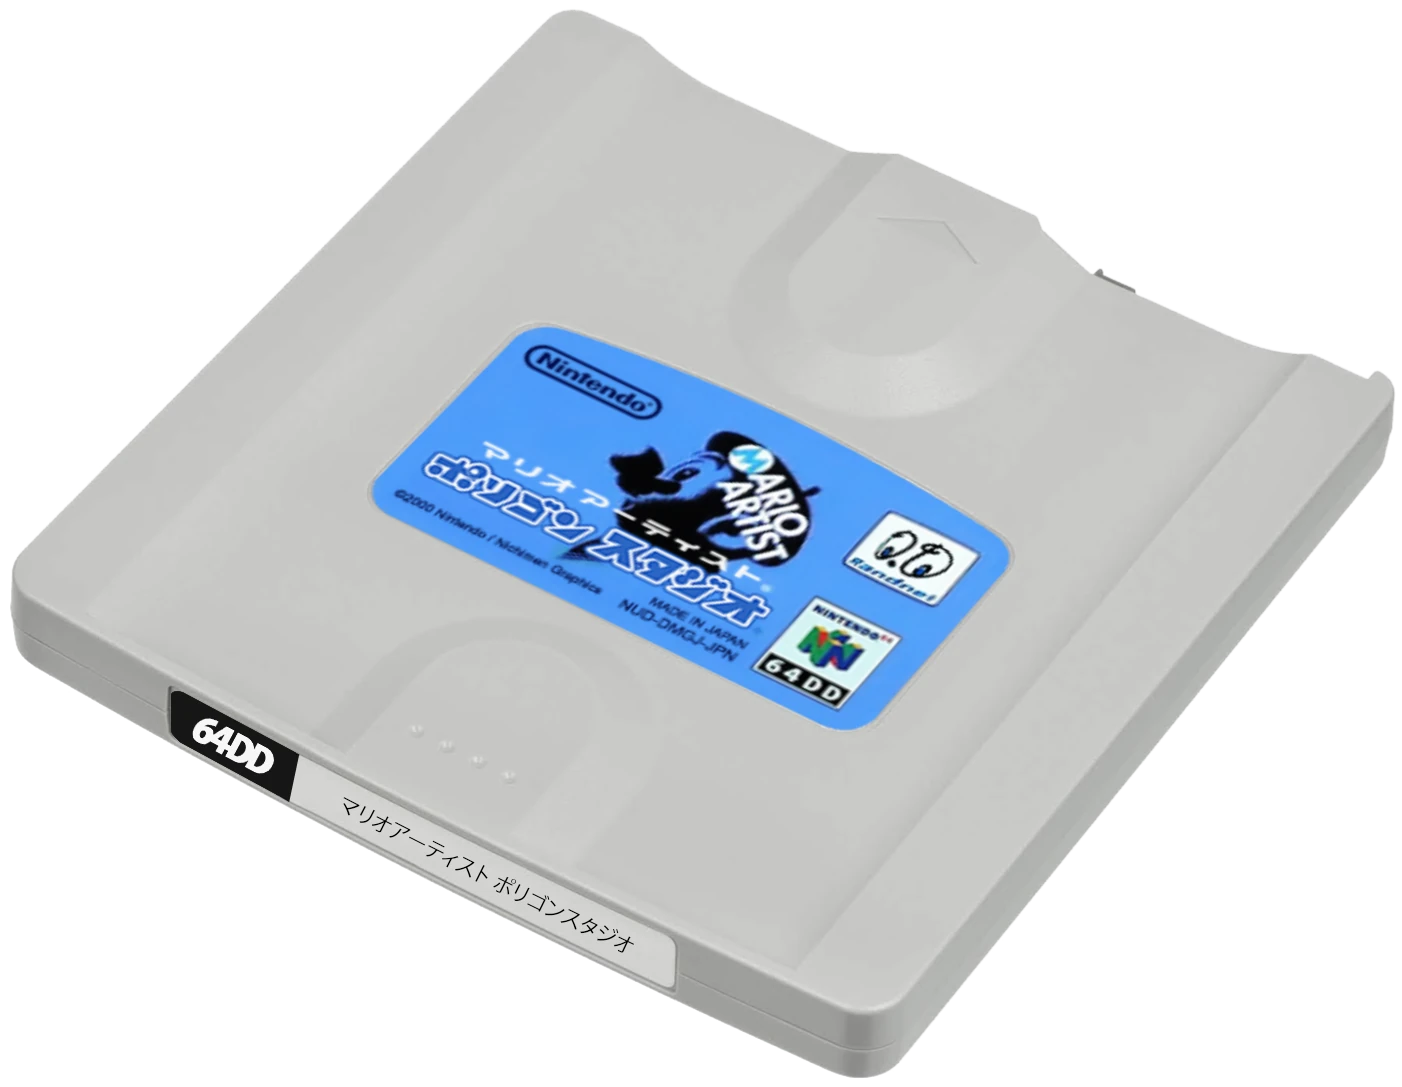 Nintendo
MARIO
ARTIST
マリオアーティスト
ポリゴン スタジオ
©2000 Nintendo / Nichimen Graphics
MADE IN JAPAN
NUD-DMGJ-JPN
Randnet
NINTENDO64
64DD
64DD
マリオアーティスト ポリゴンスタジオ